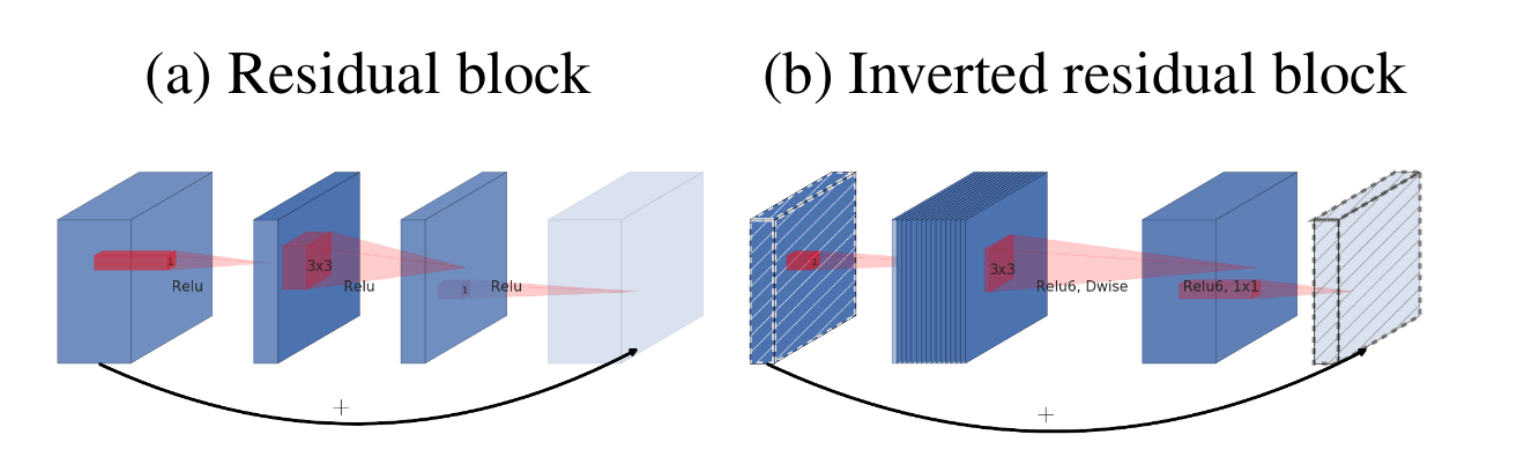 (a) Residual block
(b) Inverted residual block
1
Relu
3x3
Relu
1
Relu
+
1
3x3
Relu6, Dwise
Relu6, 1x1
+